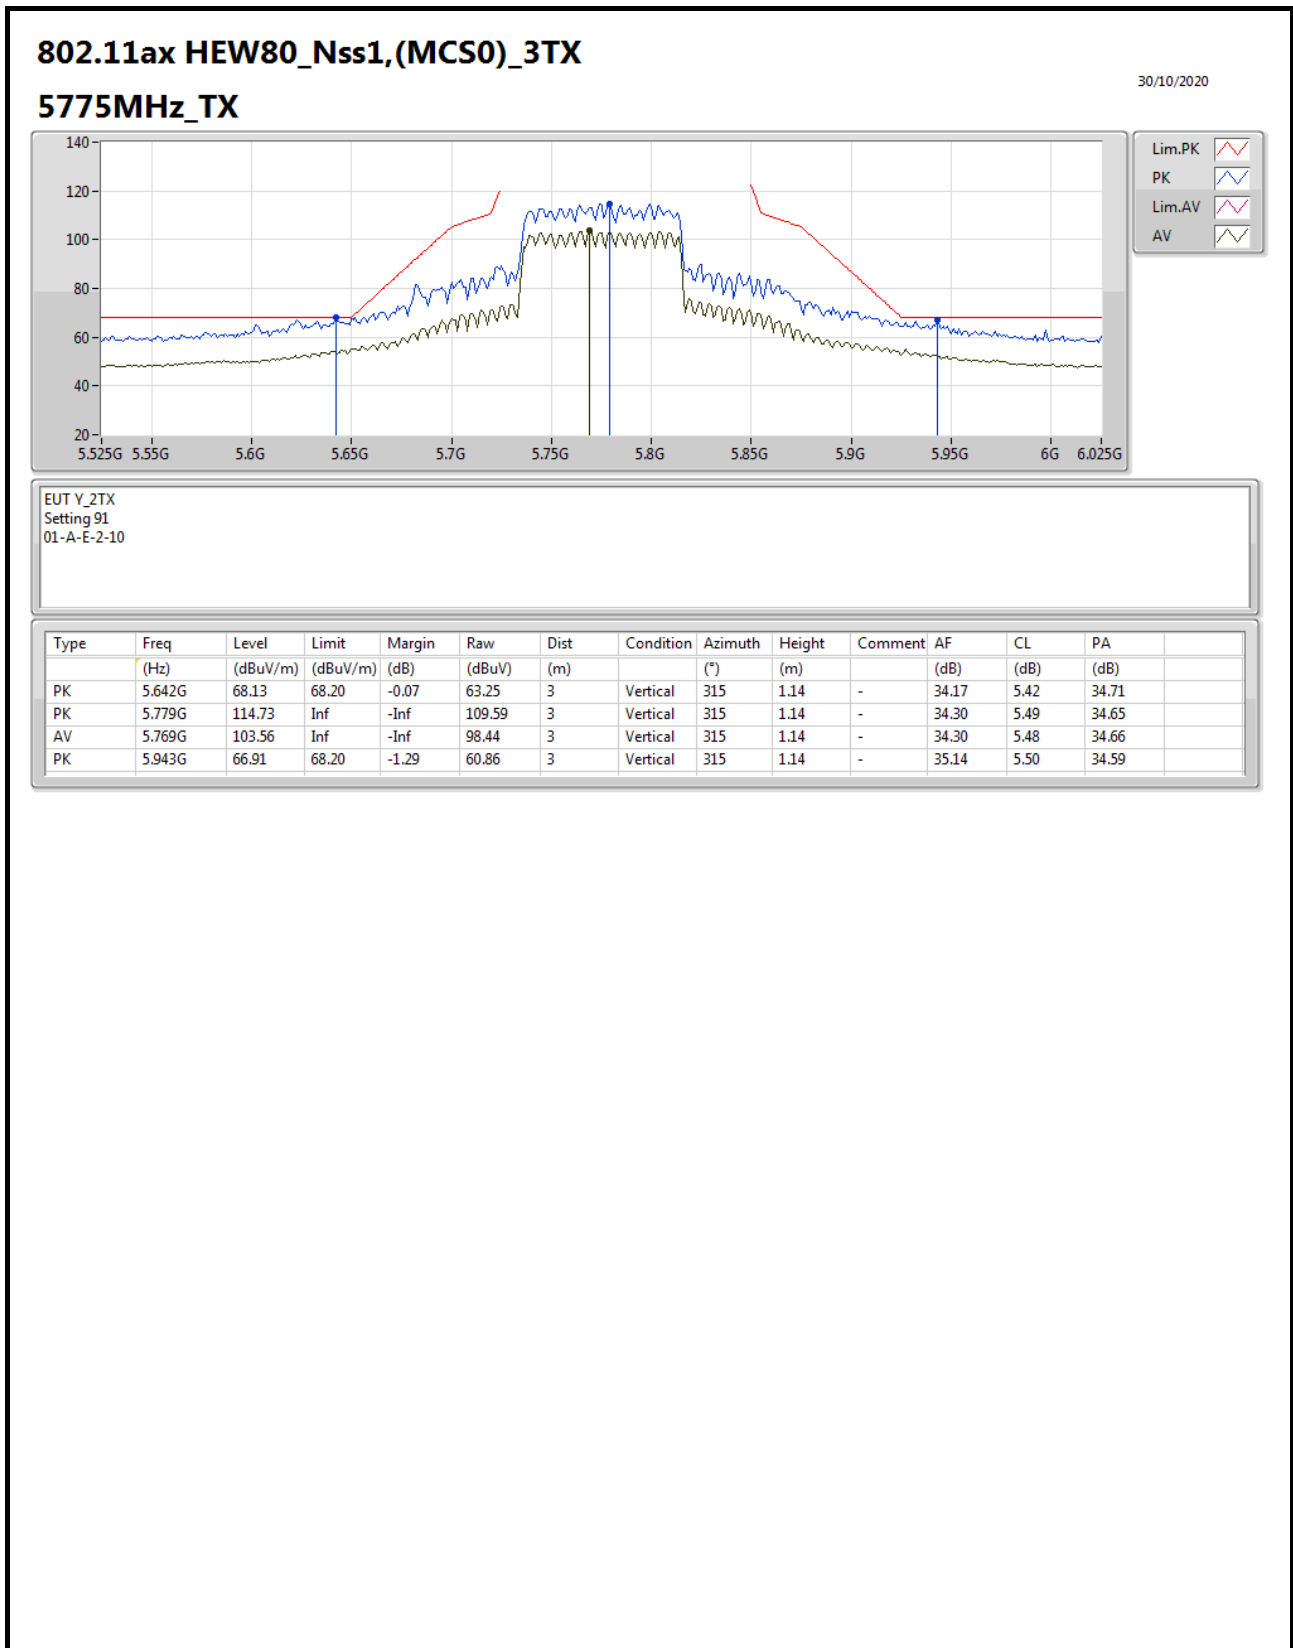 802.11ax HEW80_Nss1,(MCS0)_3TX
30/10/2020
5775MHz_TX
140
120
100
80
60
40
20
5.525G 5.55G 5.6G 5.65G 5.7G 5.75G 5.8G 5.85G 5.9G 5.95G 6G 6.025G
Lim.PK
PK
Lim.AV
AV
EUT Y_2TX
Setting 91
01-A-E-2-10
Type Freq Level Limit Margin Raw Dist Condition Azimuth Height Comment AF CL PA
(Hz) (dBuV/m) (dBuV/m) (dB) (dBuV) (m) (°) (m) (dB) (dB) (dB)
PK 5.642G 68.13 68.20 -0.07 63.25 3 Vertical 315 1.14 - 34.17 5.42 34.71
PK 5.779G 114.73 Inf -Inf 109.59 3 Vertical 315 1.14 - 34.30 5.49 34.65
AV 5.769G 103.56 Inf -Inf 98.44 3 Vertical 315 1.14 - 34.30 5.48 34.66
PK 5.943G 66.91 68.20 -1.29 60.86 3 Vertical 315 1.14 - 35.14 5.50 34.59